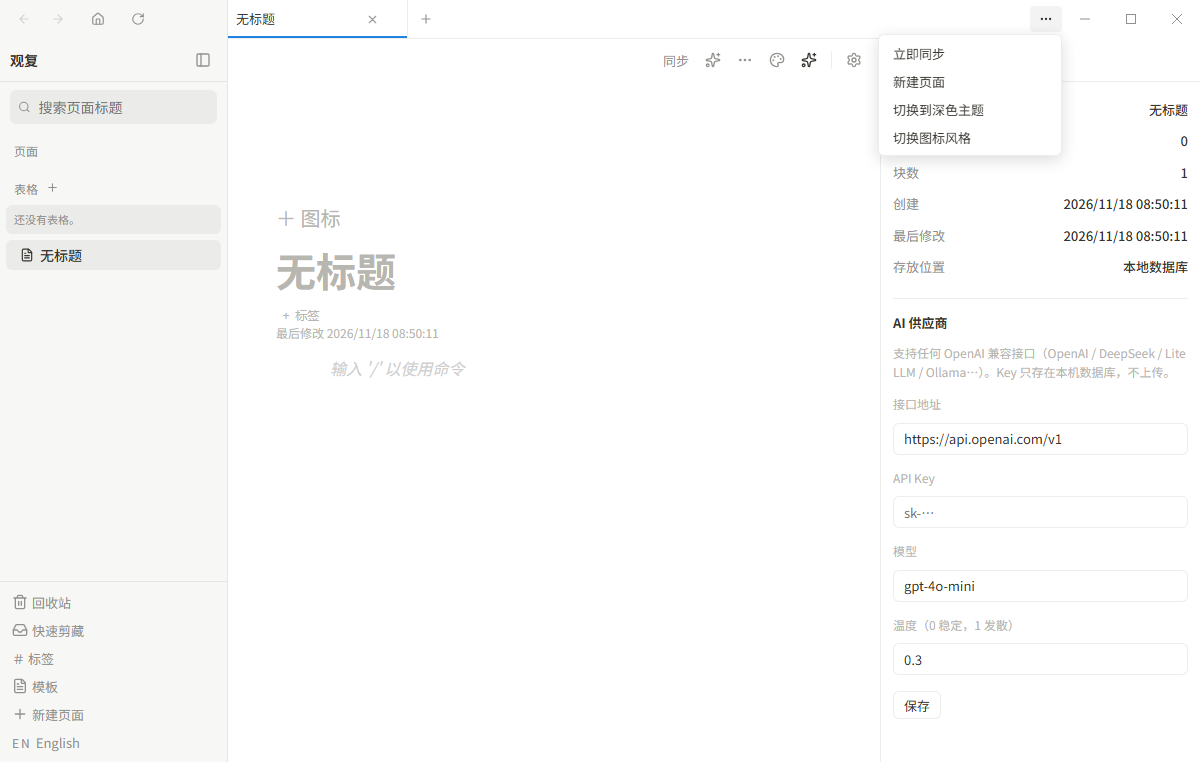 无标题
观复
搜索页面标题
页面
表格
还没有表格。
无标题
回收站
快速剪藏
# 标签
模板
新建页面
EN English
同步
立即同步
新建页面
切换到深色主题
切换图标风格
+ 图标
无标题
+ 标签
最后修改 2026/11/18 08:50:11
输入 '/' 以使用命令
无标题
0
块数 1
创建 2026/11/18 08:50:11
最后修改 2026/11/18 08:50:11
存放位置 本地数据库
AI 供应商
支持任何 OpenAI 兼容接口（OpenAI / DeepSeek / Lite
LLM / Ollama…）。Key 只存在本机数据库，不上传。
接口地址
https://api.openai.com/v1
API Key
sk-…
模型
gpt-4o-mini
温度（0 稳定，1 发散）
0.3
保存